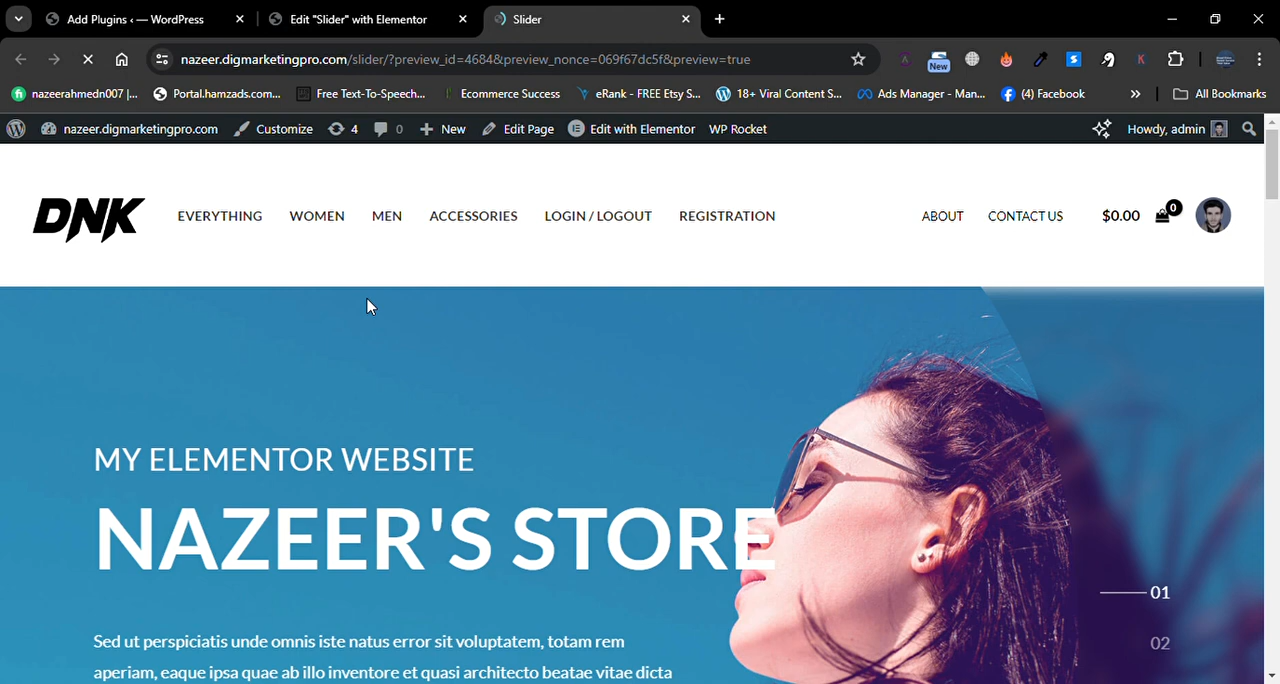 Add Plugins ‹ — WordPress
Edit "Slider" with Elementor
Slider
nazeer.digmarketingpro.com/slider/?preview_id=4684&preview_nonce=069f67dc5f&preview=true
New
nazeerahmedn007 |...
Portal.hamzads.com...
Free Text-To-Speech...
Ecommerce Success
eRank - FREE Etsy S...
18+ Viral Content S...
Ads Manager - Man...
(4) Facebook
All Bookmarks
nazeer.digmarketingpro.com
Customize
4
0
New
Edit Page
Edit with Elementor
WP Rocket
Howdy, admin
DNK
EVERYTHING
WOMEN
MEN
ACCESSORIES
LOGIN / LOGOUT
REGISTRATION
ABOUT
CONTACT US
$0.00
0
MY ELEMENTOR WEBSITE
NAZEER'S STORE
Sed ut perspiciatis unde omnis iste natus error sit voluptatem, totam rem
aperiam, eaque ipsa quae ab illo inventore et quasi architecto beatae vitae dicta
01
02